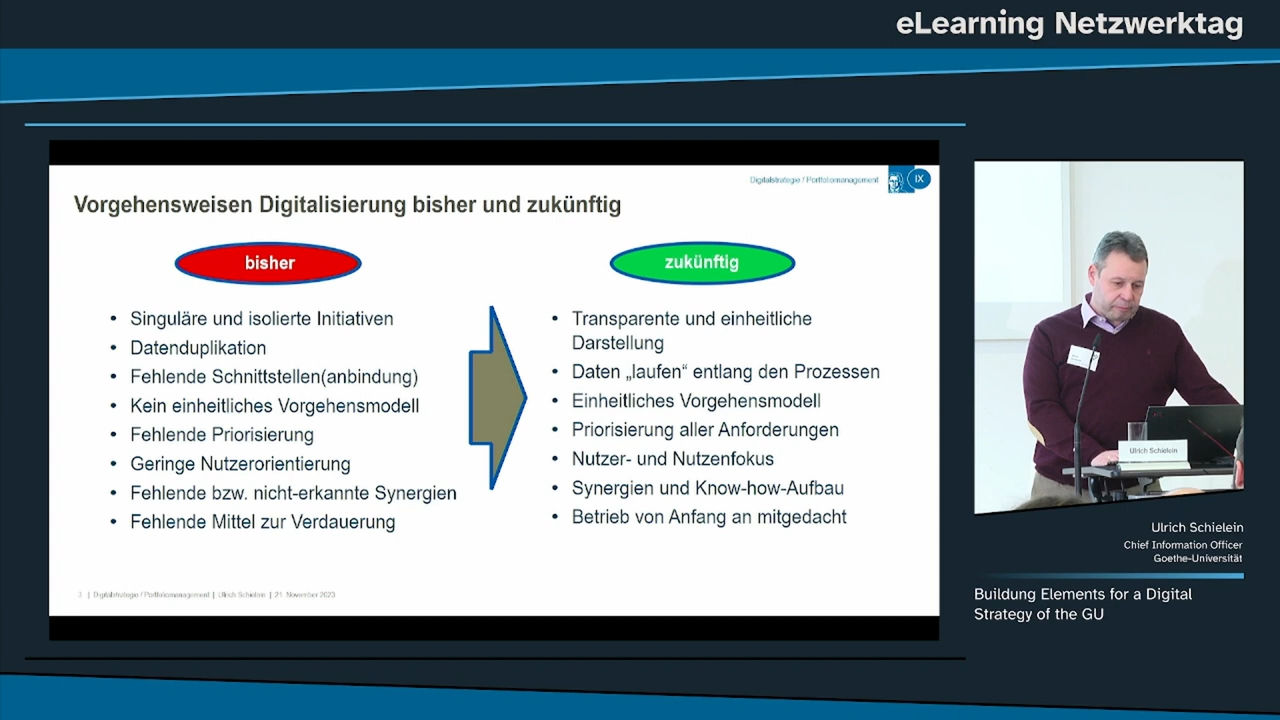 eLearning Netzwerktag
Digitalstrategie / Portfoliomanagement
IX
Vorgehensweisen Digitalisierung bisher und zukünftig
bisher
• Singuläre und isolierte Initiativen
• Datenduplikation
• Fehlende Schnittstellen(anbindung)
• Kein einheitliches Vorgehensmodell
• Fehlende Priorisierung
• Geringe Nutzerorientierung
• Fehlende bzw. nicht-erkannte Synergien
• Fehlende Mittel zur Verdauerung
zukünftig
• Transparente und einheitliche
Darstellung
• Daten „laufen“ entlang den Prozessen
• Einheitliches Vorgehensmodell
• Priorisierung aller Anforderungen
• Nutzer- und Nutzenfokus
• Synergien und Know-how-Aufbau
• Betrieb von Anfang an mitgedacht
3 | Digitalstrategie / Portfoliomanagement | Ulrich Schielein | 21. November 2023
Ulrich Schielein
Ulrich Schielein
Chief Information Officer
Goethe-Universität
Buildung Elements for a Digital
Strategy of the GU